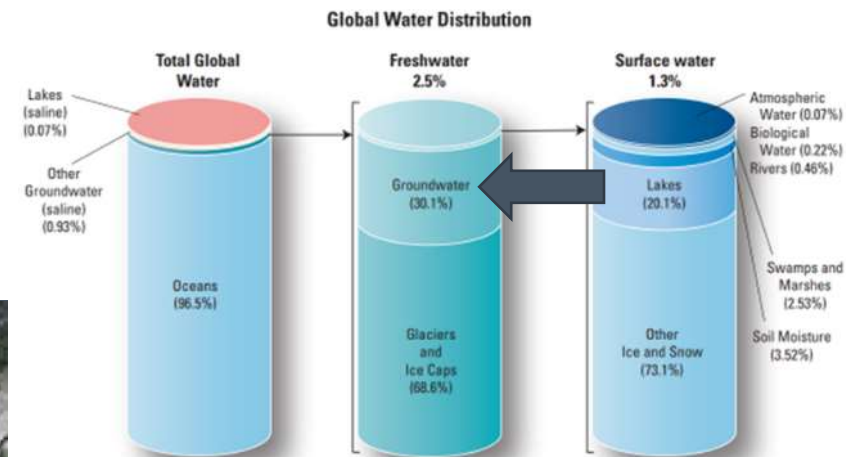 Global Water Distribution
Total Global
Water
Freshwater
2.5%
Surface water
1.3%
Lakes
(saline)
(0.07%)
Other
Groundwater
(saline)
(0.93%)
Oceans
(96.5%)
Groundwater
(30.1%)
Glaciers
and
Ice Caps
(68.6%)
Lakes
(20.1%)
Other
Ice and Snow
(73.1%)
Atmospheric
Water (0.07%)
Biological
Water (0.22%)
Rivers (0.46%)
Swamps and
Marshes
(2.53%)
Soil Moisture
(3.52%)